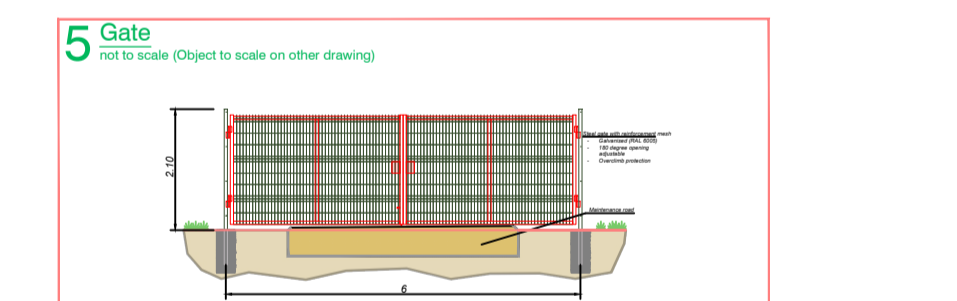 5 Gate
not to scale (Object to scale on other drawing)
2.10
Steel gate with reinforcement mesh
- Galvanised (RAL 6005)
- 180 degree opening
adjustable
- Overclimb protection
Maintenance road
6